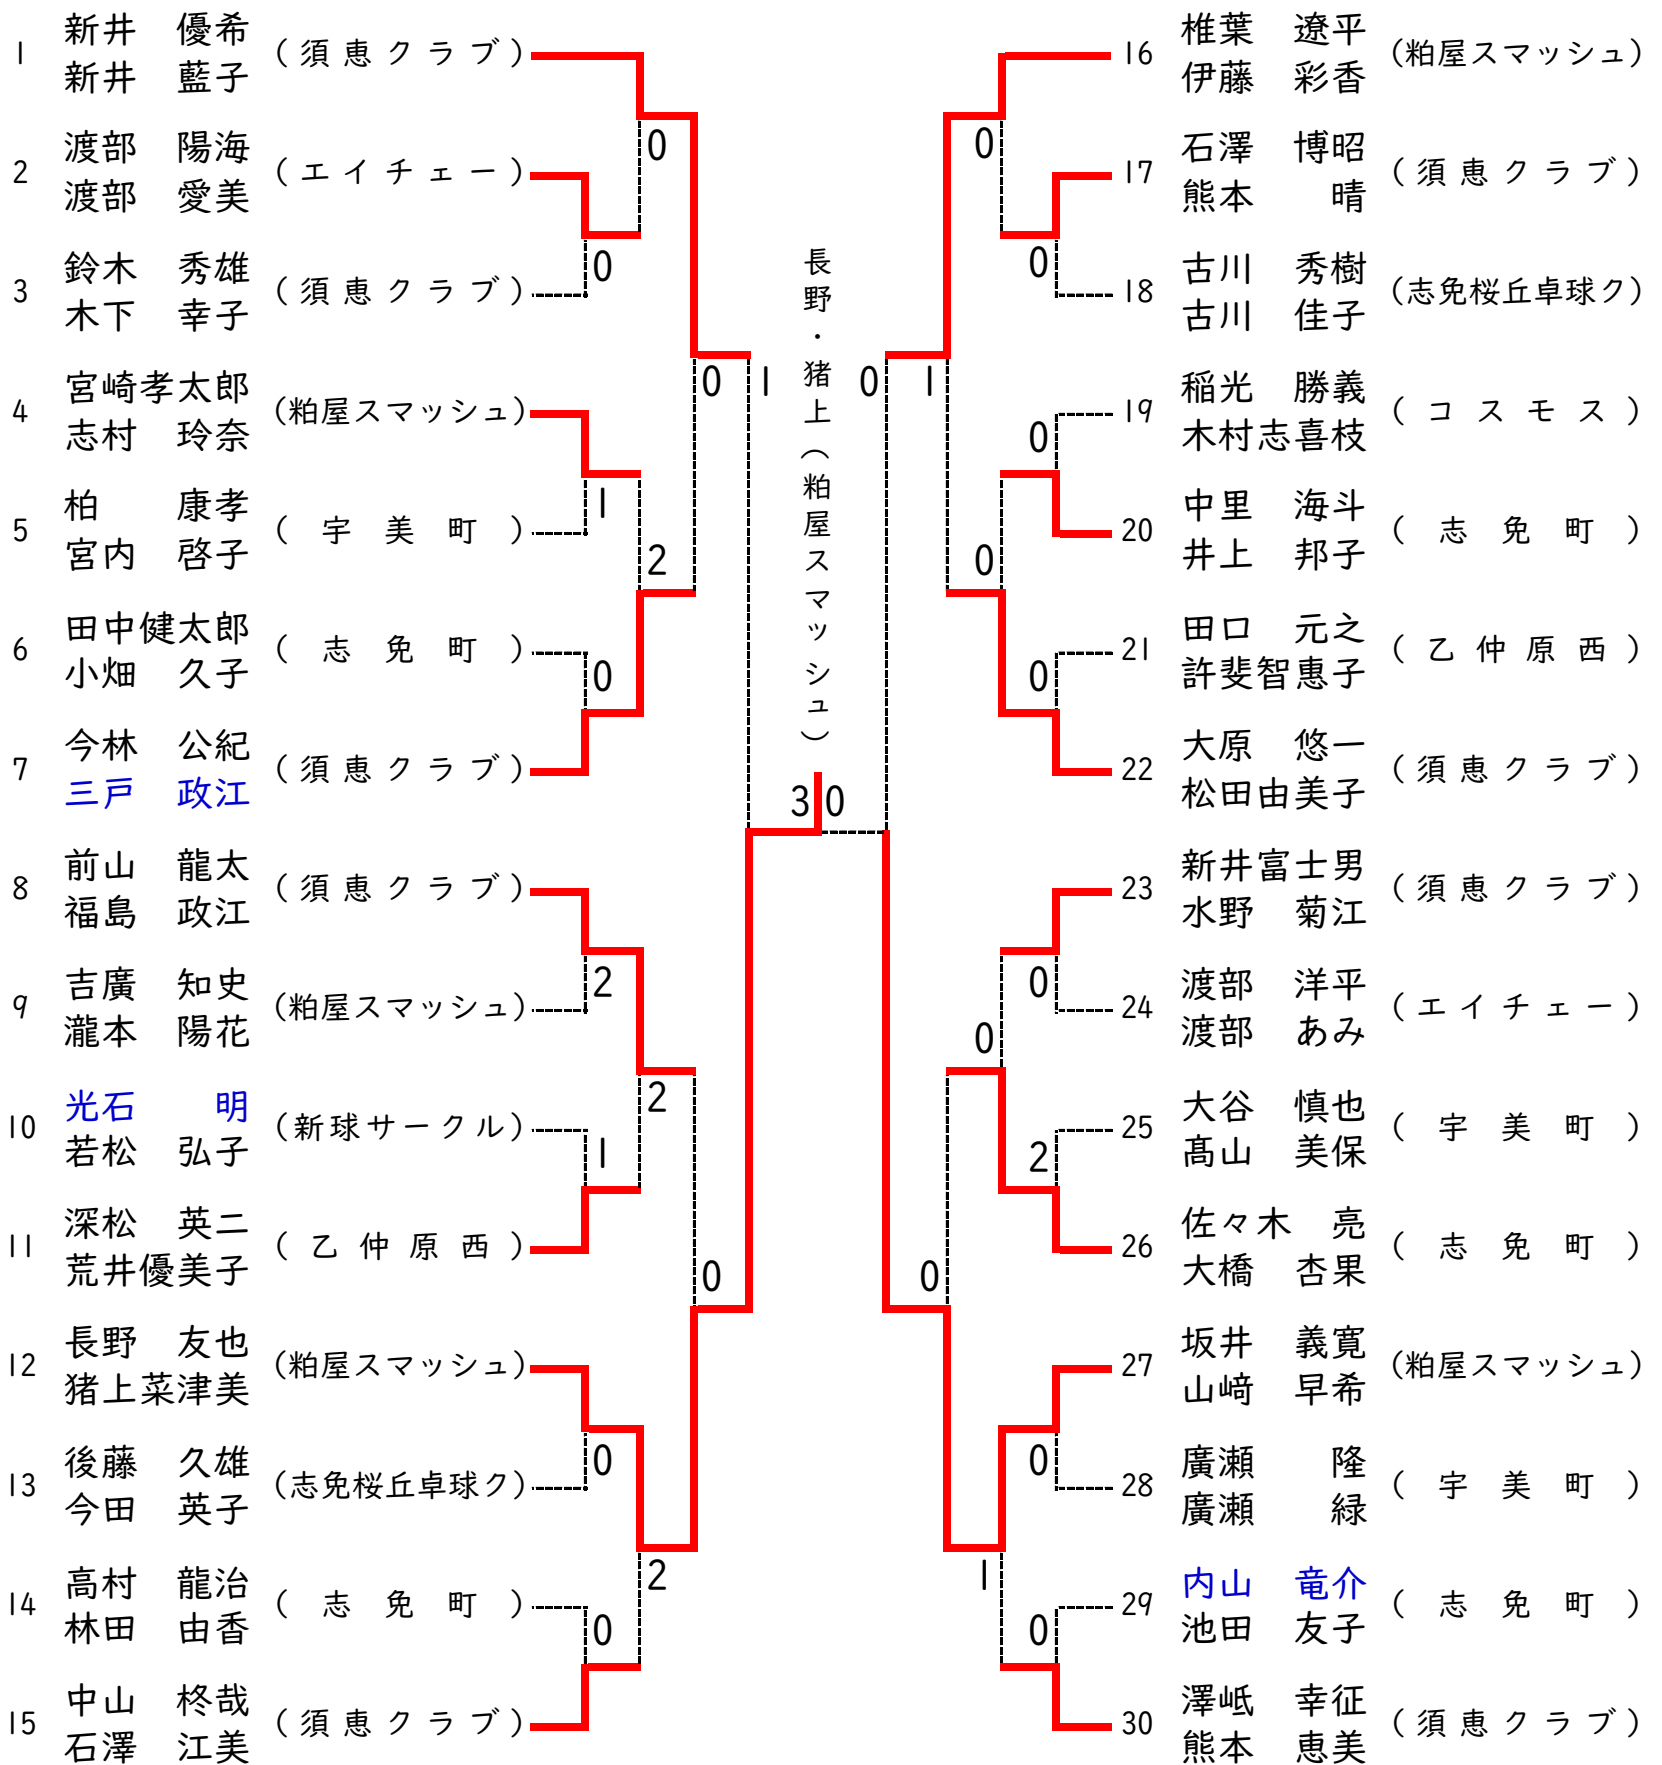 1 新井 優希 (須恵クラブ)
新井 藍子
0
2 渡部 陽海 (エイチェー)
渡部 愛美
0
3 鈴木 秀雄 (須恵クラブ)
木下 幸子
0 1
4 宮崎孝太郎 (粕屋スマッシュ)
志村 玲奈
1
5 柏 康孝 (宇美町)
宮内 啓子
2
6 田中健太郎 (志免町)
小畑 久子
0
7 今林 公紀 (須恵クラブ)
三戸 政江
8 前山 龍太 (須恵クラブ)
福島 政江
2
9 吉廣 知史 (粕屋スマッシュ)
瀧本 陽花
2
10 光石 明 (新球サークル)
若松 弘子
1
11 深松 英二 (乙仲原西)
荒井優美子
0
12 長野 友也 (粕屋スマッシュ)
猪上菜津美
0
13 後藤 久雄 (志免桜丘卓球ク)
今田 英子
2
14 高村 龍治 (志免町)
林田 由香
0
15 中山 柊哉 (須恵クラブ)
石澤 江美
長野・猪上(粕屋スマッシュ)
3 0
16 椎葉 遼平 (粕屋スマッシュ)
伊藤 彩香
0
17 石澤 博昭 (須恵クラブ)
熊本 晴
0
18 古川 秀樹 (志免桜丘卓球ク)
古川 佳子
0 1
19 稲光 勝義 (コスモス)
木村志喜枝
0
20 中里 海斗 (志免町)
井上 邦子
0
21 田口 元之 (乙仲原西)
許斐智惠子
0
22 大原 悠一 (須恵クラブ)
松田由美子
23 新井富士男 (須恵クラブ)
水野 菊江
0
24 渡部 洋平 (エイチェー)
渡部 あみ
0
25 大谷 慎也 (宇美町)
髙山 美保
2
26 佐々木 亮 (志免町)
大橋 杏果
0
27 坂井 義寛 (粕屋スマッシュ)
山﨑 早希
0
28 廣瀬 隆 (宇美町)
廣瀬 緑
1
29 内山 竜介 (志免町)
池田 友子
0
30 澤岻 幸征 (須恵クラブ)
熊本 恵美